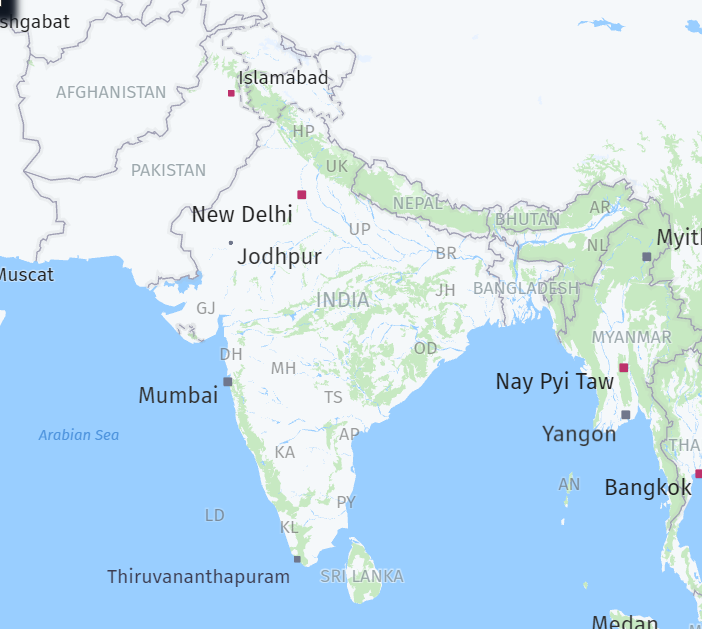 shgabat
Islamabad
AFGHANISTAN
HP
PAKISTAN
UK
NEPAL
New Delhi
AR
BHUTAN
UP
Myitk
NL
Jodhpur
BR
Muscat
JH
BANGLADESH
INDIA
GJ
MYANMAR
OD
DH
MH
Nay Pyi Taw
Mumbai
TS
Arabian Sea
AP
Yangon
THA
KA
AN
Bangkok
PY
LD
KL
Thiruvananthapuram
SRI LANKA
Medan